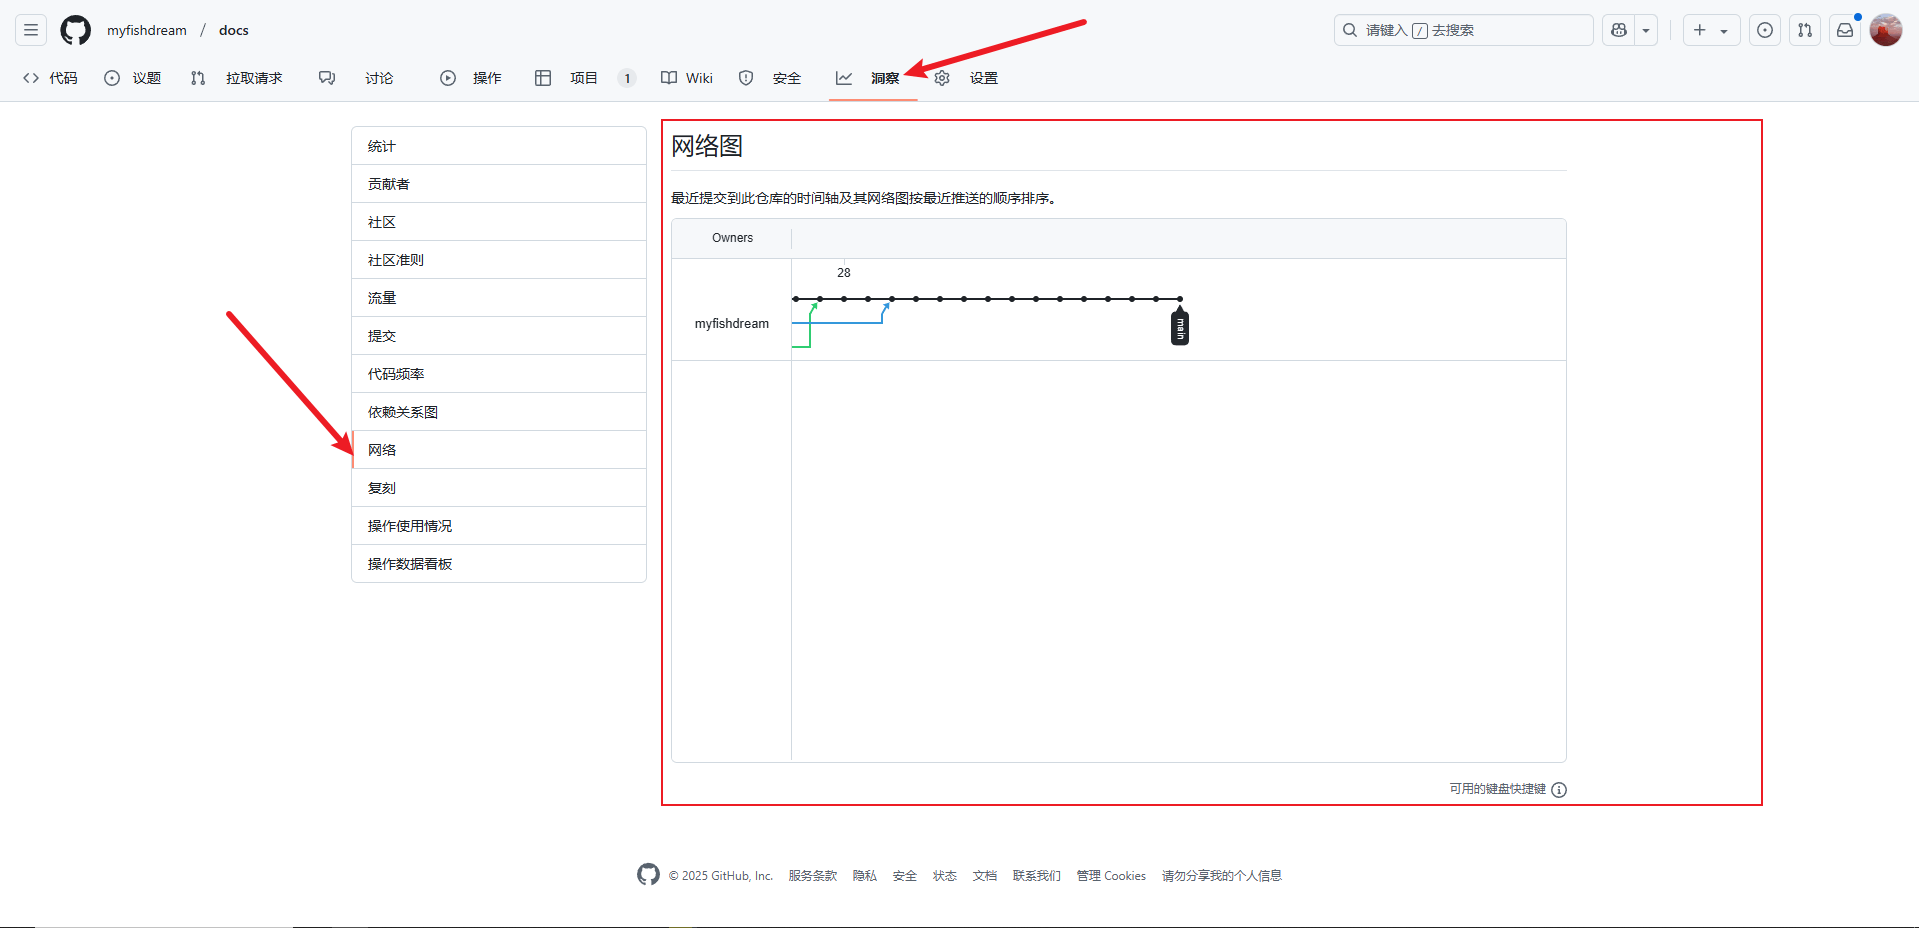 myfishdream / docs
请键入 / 去搜索
代码 议题 拉取请求 讨论 操作 项目 1 Wiki 安全 洞察 设置
统计
贡献者
社区
社区准则
流量
提交
代码频率
依赖关系图
网络
复刻
操作使用情况
操作数据看板
网络图
最近提交到此仓库的时间轴及其网络图按最近推送的顺序排序。
Owners
28
myfishdream
main
可用的键盘快捷键
© 2025 GitHub, Inc. 服务条款 隐私 安全 状态 文档 联系我们 管理 Cookies 请勿分享我的个人信息